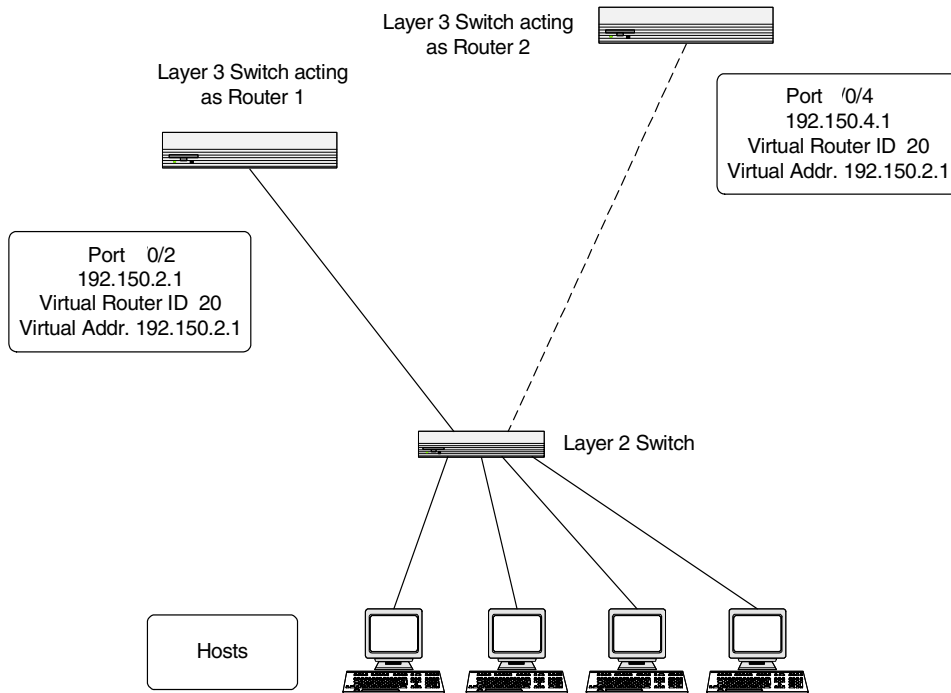 Layer 3 Switch acting
as Router 2
Layer 3 Switch acting
as Router 1
Port /0/4
192.150.4.1
Virtual Router ID 20
Virtual Addr. 192.150.2.1
Port 0/2
192.150.2.1
Virtual Router ID 20
Virtual Addr. 192.150.2.1
Layer 2 Switch
Hosts